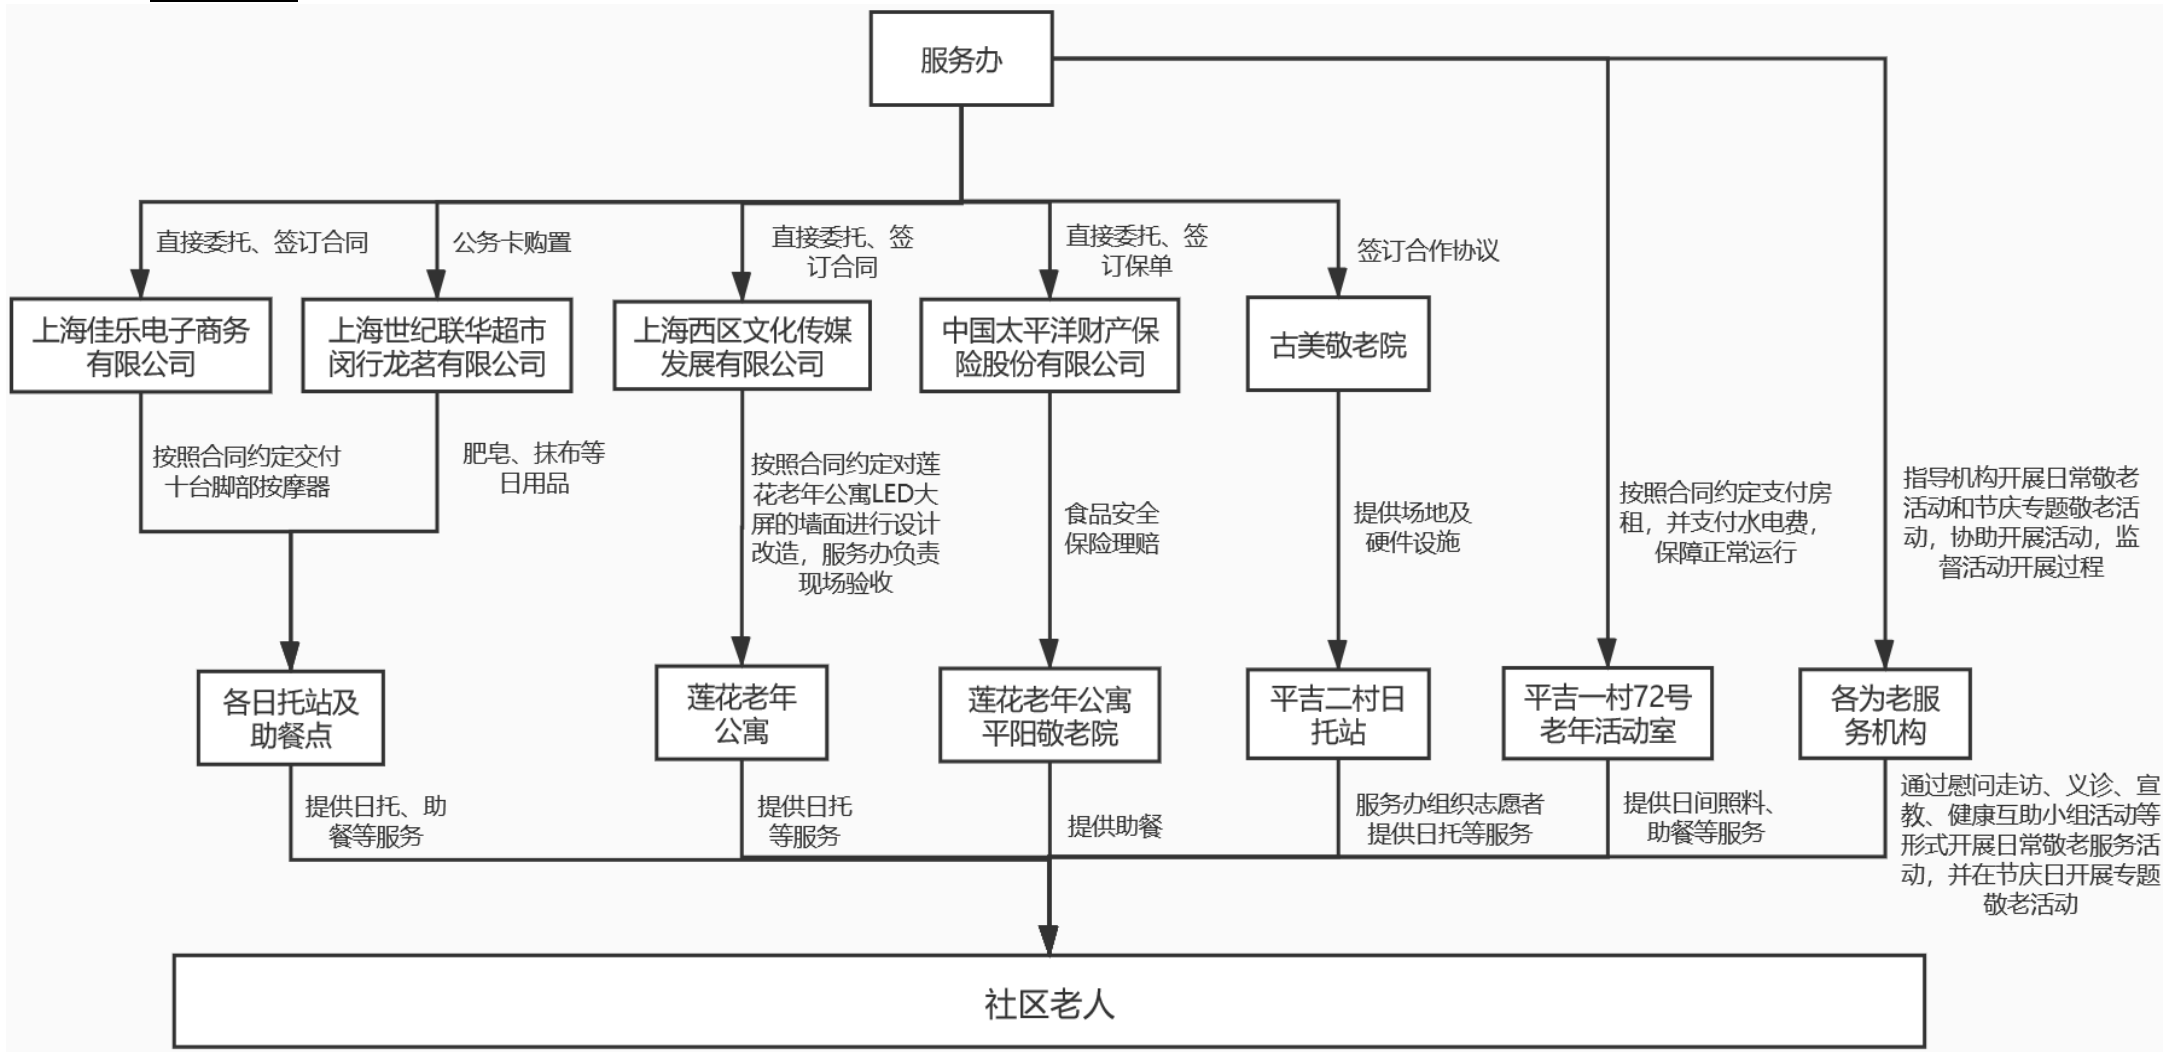 服务办
直接委托、签订合同
公务卡购置
直接委托、签
订合同
直接委托、签
订保单
签订合作协议
上海佳乐电子商务
有限公司
上海世纪联华超市
闵行龙茗有限公司
上海西区文化传媒
发展有限公司
中国太平洋财产保
险股份有限公司
古美敬老院
按照合同约定交付
十台脚部按摩器
肥皂、抹布等
日用品
按照合同约定对莲
花老年公寓LED大
屏的墙面进行设计
改造，服务办负责
现场验收
食品安全
保险理赔
提供场地及
硬件设施
按照合同约定支付房
租，并支付水电费，
保障正常运行
指导机构开展日常敬老
活动和节庆专题敬老活
动，协助开展活动，监
督活动开展过程
各日托站及
助餐点
莲花老年
公寓
莲花老年公寓
平阳敬老院
平吉二村日
托站
平吉一村72号
老年活动室
各为老服
务机构
提供日托、助
餐等服务
提供日托
等服务
提供助餐
服务办组织志愿者
提供日托等服务
提供日间照料、
助餐等服务
通过慰问走访、义诊、宣
教、健康互助小组活动等
形式开展日常敬老服务活
动，并在节庆日开展专题
敬老活动
社区老人